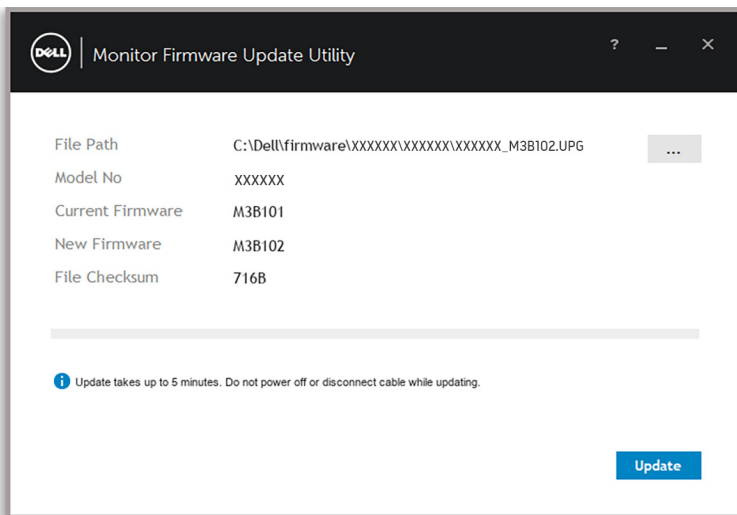 DELL Monitor Firmware Update Utility ? _ ×
File Path C:\Dell\firmware\XXXXXX\XXXXXX\XXXXXX_M3B102.UPG ...
Model No XXXXXX
Current Firmware M3B101
New Firmware M3B102
File Checksum 716B
i Update takes up to 5 minutes. Do not power off or disconnect cable while updating.
Update